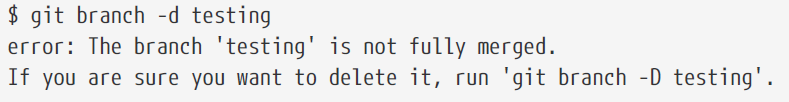 $ git branch -d testing
error: The branch 'testing' is not fully merged.
If you are sure you want to delete it, run 'git branch -D testing'.